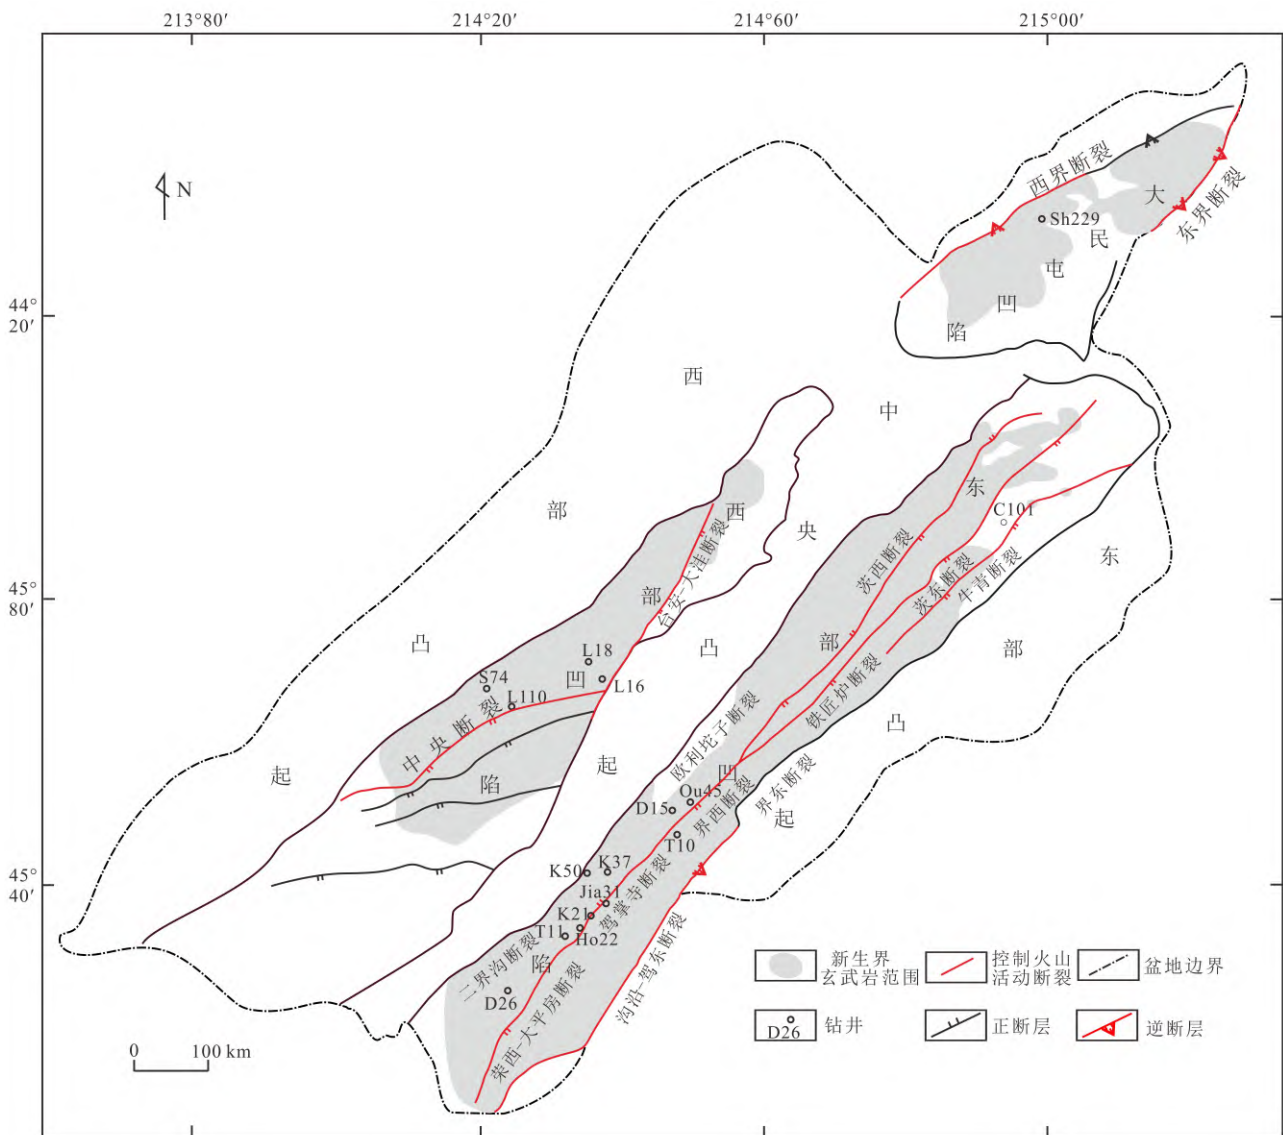 213°80′
214°20′
214°60′
215°00′
44°
20′
45°
80′
45°
40′
N
西界断裂
东界断裂
大
民
屯
凹
陷
Sh229
西
部
凸
起
中
央
凸
起
西
部
凹
陷
台安-大洼断裂
中央断裂
S74
L18
L16
L110
东
部
凹
陷
C101
茨西断裂
茨东断裂
牛青断裂
铁匠炉断裂
欧利坨子断裂
界西断裂
界东断裂
Ou45
D15
T10
K50
K37
Jia31
K21
T11
Ho22
D26
驾掌寺断裂
二界沟断裂
荣西-大平房断裂
沟沿-驾东断裂
东
部
凸
起
新生界
玄武岩范围
控制火山
活动断裂
盆地边界
D26
钻井
正断层
逆断层
0 100 km